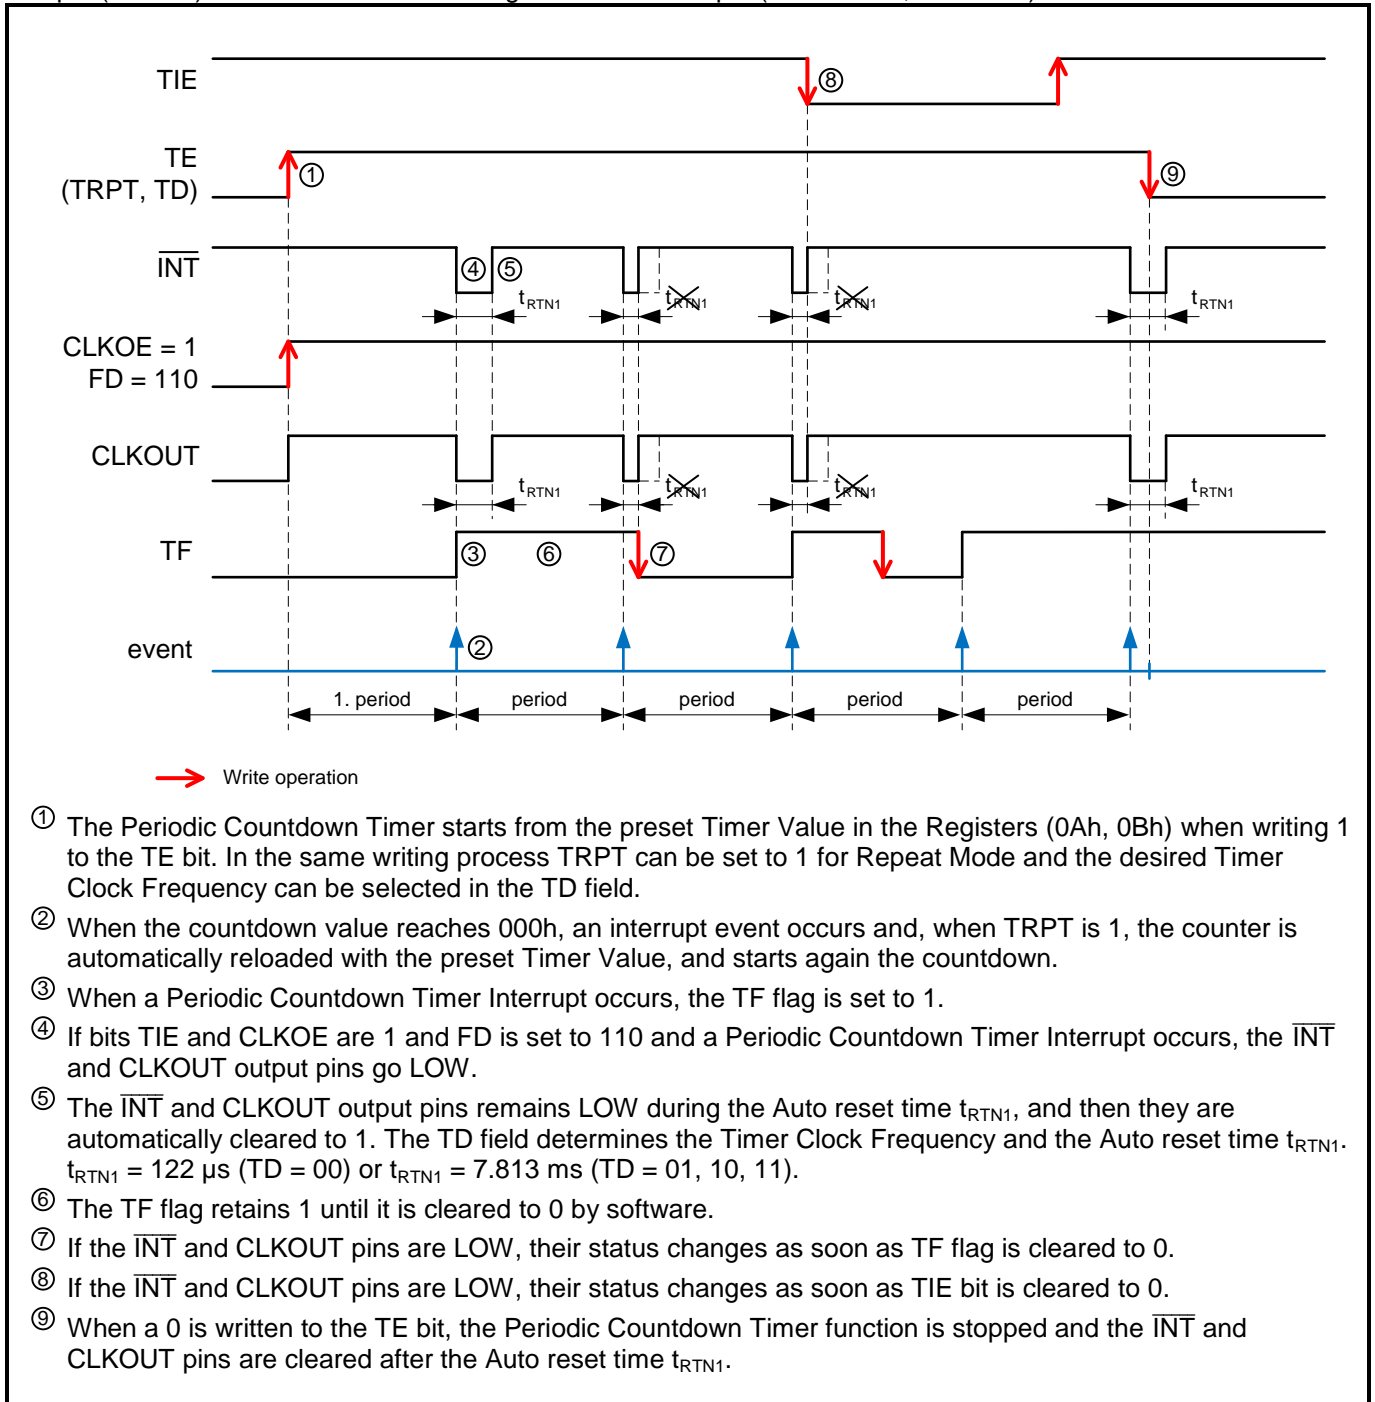 TIE
⑧
TE
(TRPT, TD)
①
⑨
INT
④ ⑤
tRTN1 tRTN1 tRTN1 tRTN1
CLKOE = 1
FD = 110
CLKOUT
tRTN1 tRTN1 tRTN1 tRTN1
TF
③ ⑥ ⑦
event
②
1. period period period period period
Write operation
① The Periodic Countdown Timer starts from the preset Timer Value in the Registers (0Ah, 0Bh) when writing 1
to the TE bit. In the same writing process TRPT can be set to 1 for Repeat Mode and the desired Timer
Clock Frequency can be selected in the TD field.
② When the countdown value reaches 000h, an interrupt event occurs and, when TRPT is 1, the counter is
automatically reloaded with the preset Timer Value, and starts again the countdown.
③ When a Periodic Countdown Timer Interrupt occurs, the TF flag is set to 1.
④ If bits TIE and CLKOE are 1 and FD is set to 110 and a Periodic Countdown Timer Interrupt occurs, the INT
and CLKOUT output pins go LOW.
⑤ The INT and CLKOUT output pins remains LOW during the Auto reset time tRTN1, and then they are
automatically cleared to 1. The TD field determines the Timer Clock Frequency and the Auto reset time tRTN1.
tRTN1 = 122 µs (TD = 00) or tRTN1 = 7.813 ms (TD = 01, 10, 11).
⑥ The TF flag retains 1 until it is cleared to 0 by software.
⑦ If the INT and CLKOUT pins are LOW, their status changes as soon as TF flag is cleared to 0.
⑧ If the INT and CLKOUT pins are LOW, their status changes as soon as TIE bit is cleared to 0.
⑨ When a 0 is written to the TE bit, the Periodic Countdown Timer function is stopped and the INT and
CLKOUT pins are cleared after the Auto reset time tRTN1.